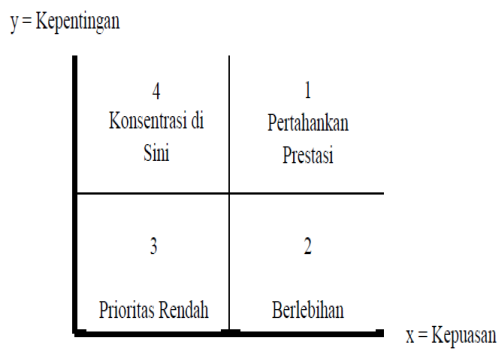 y = Kepentingan
4
Konsentrasi di
Sini
1
Pertahankan
Prestasi
3
Prioritas Rendah
2
Berlebihan
x = Kepuasan